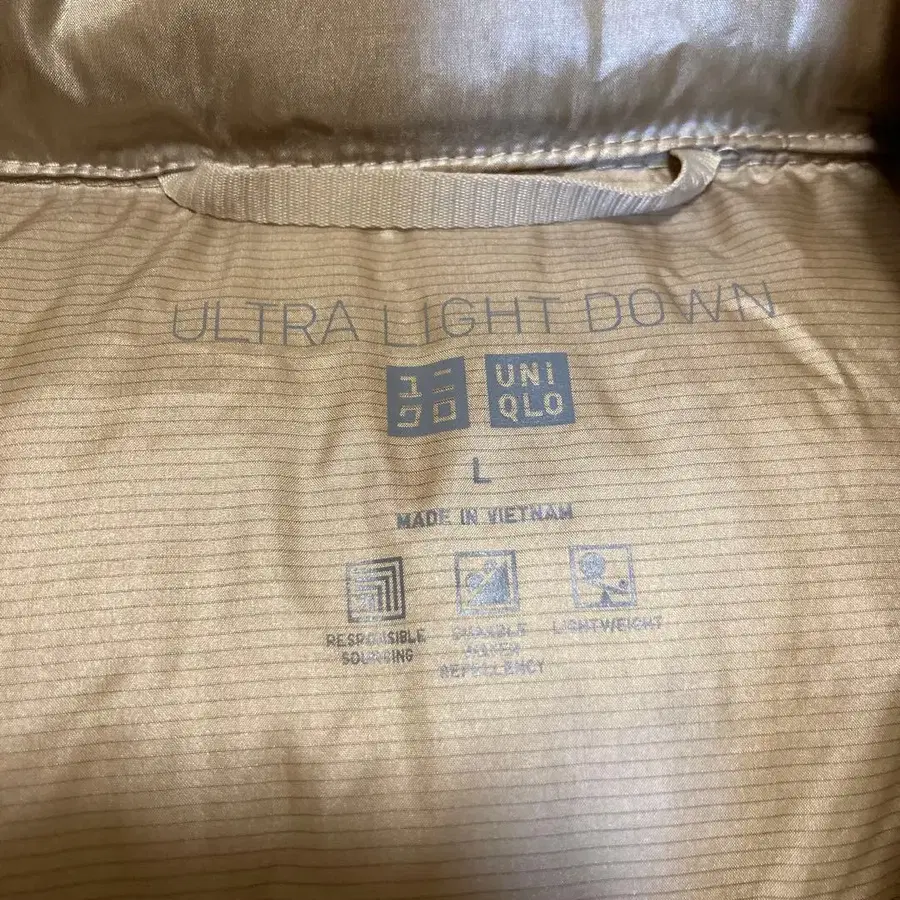 ULTRA LIGHT DOWN
ユニ
クロ
UNI
QLO
L
MADE IN VIETNAM
RESPONSIBLE
SOURCING
DURABLE
WATER
REPELLENCY
LIGHTWEIGHT